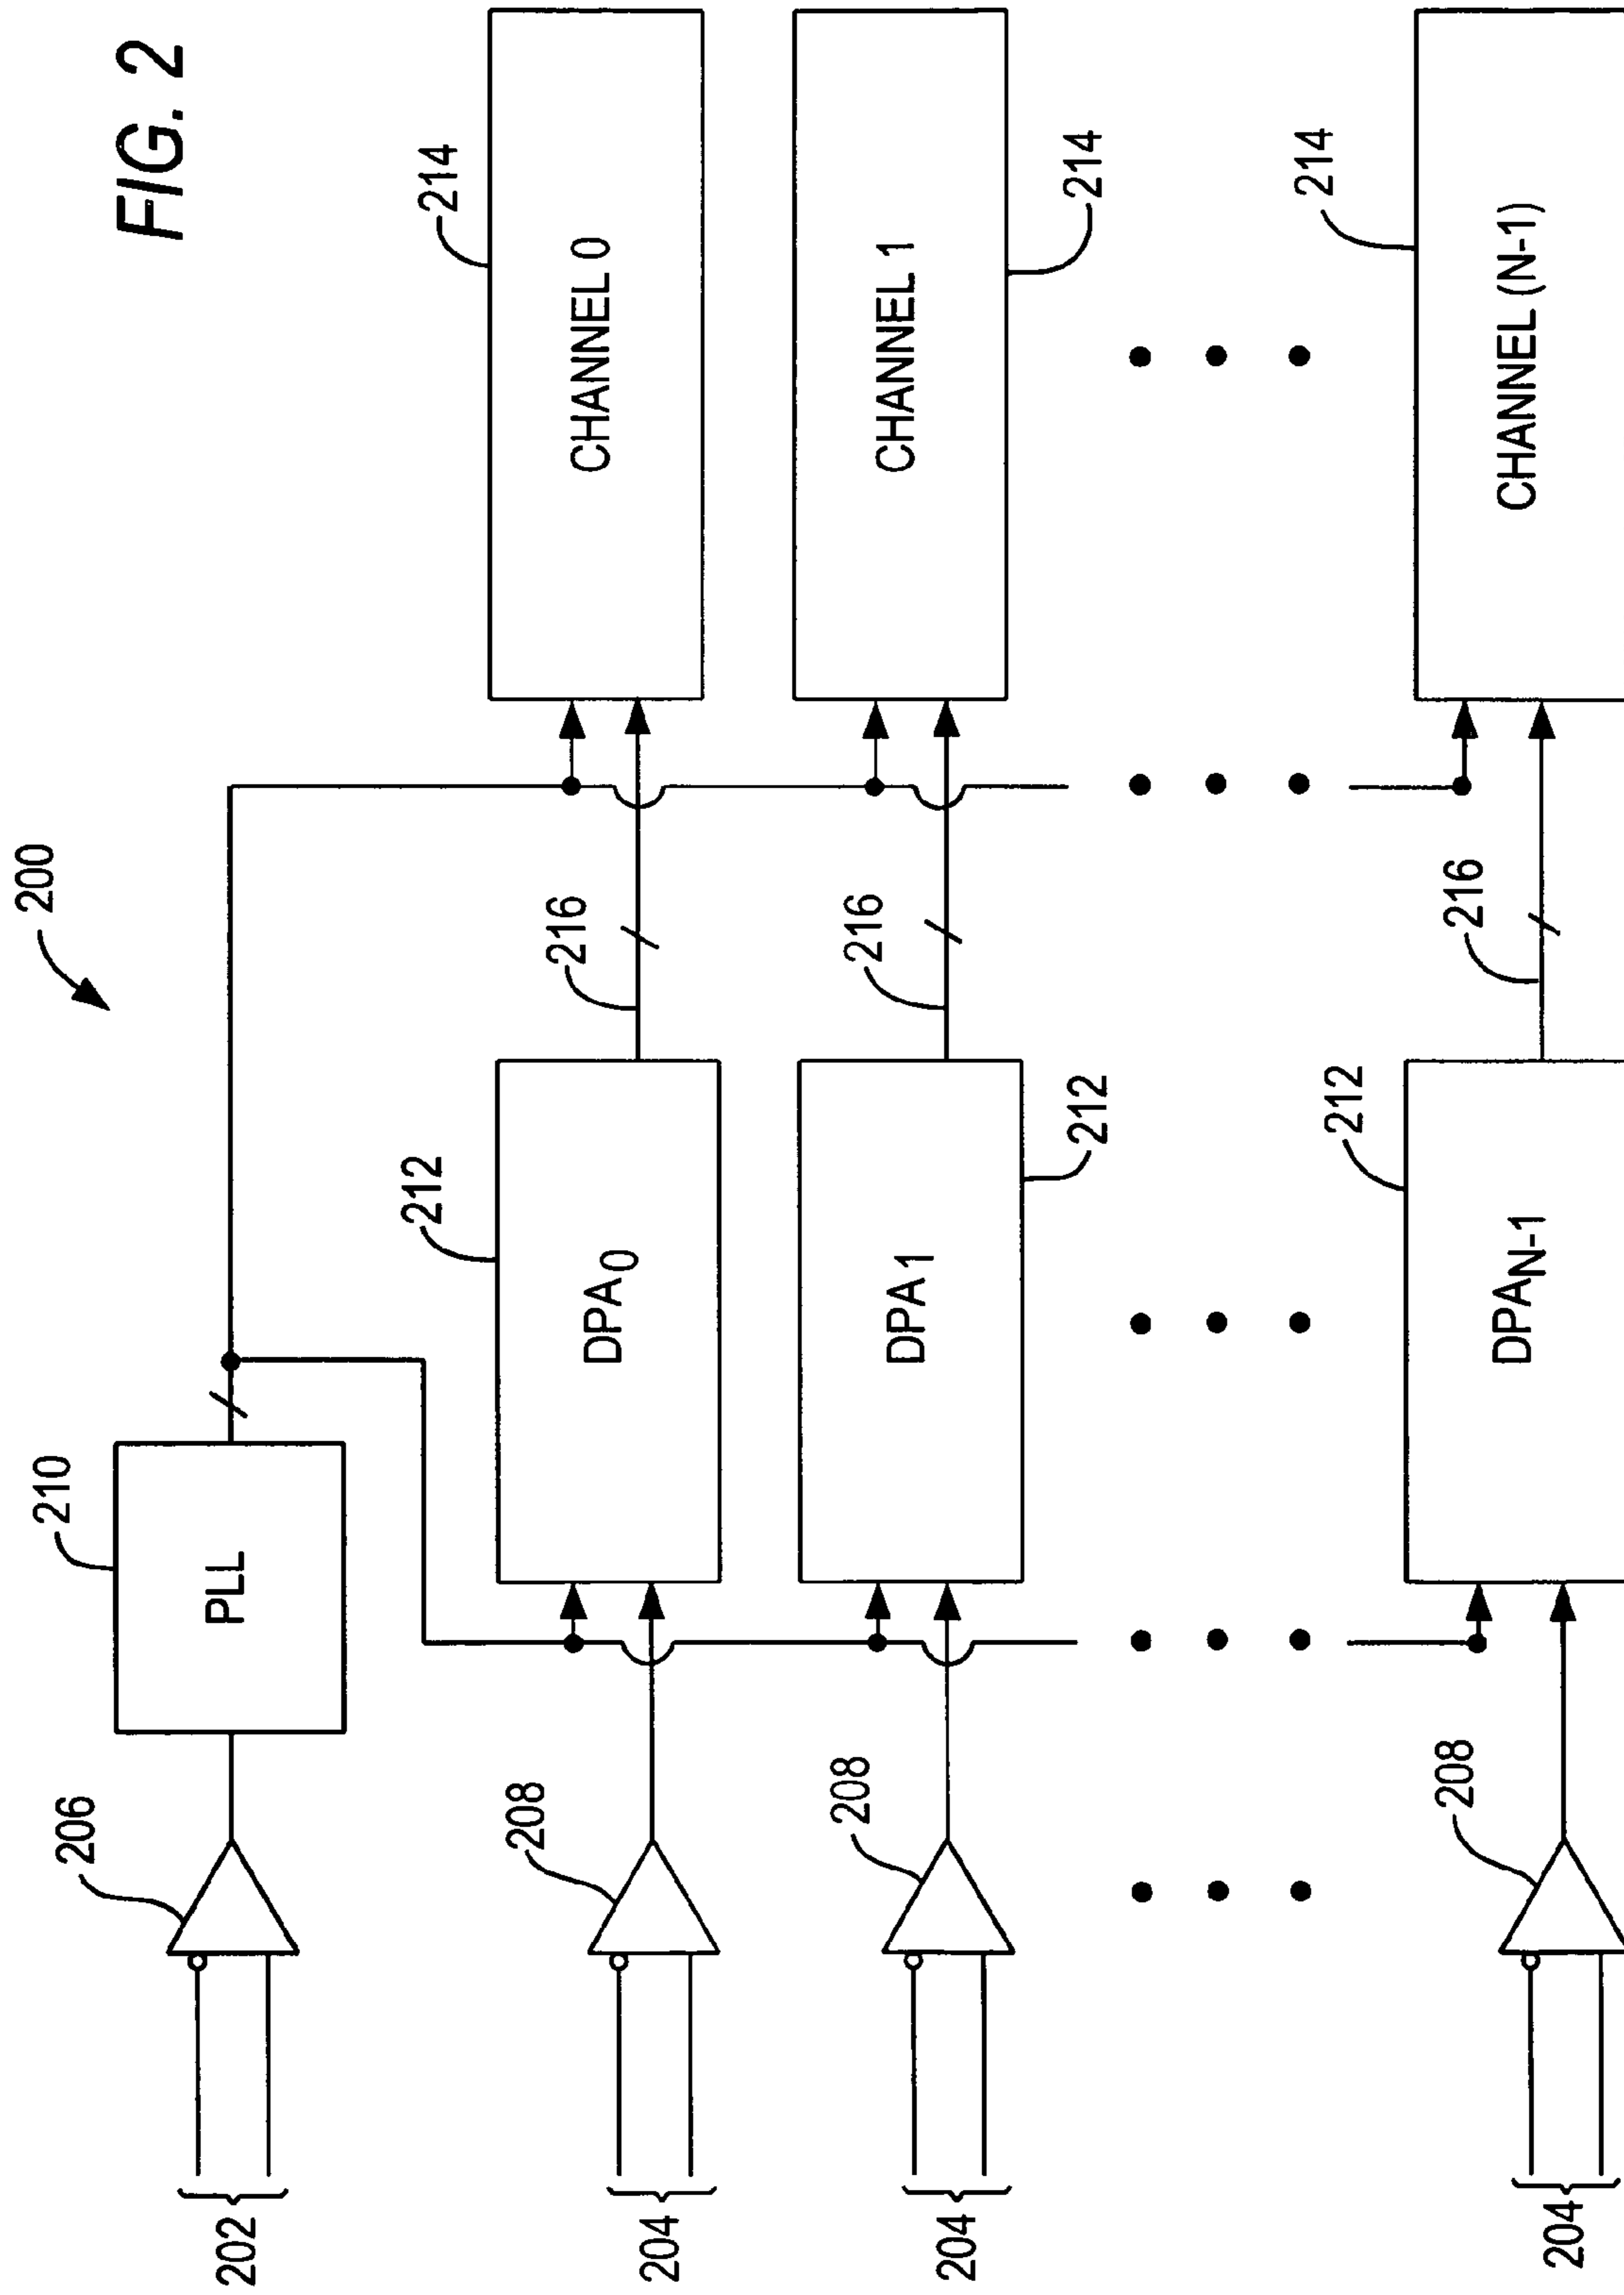 FIG. 2
200
202
206
210
PLL
204
208
212
DPA0
216
214
CHANNEL 0
204
208
212
DPA1
216
214
CHANNEL 1
204
208
212
DPAN-1
216
214
CHANNEL (N-1)